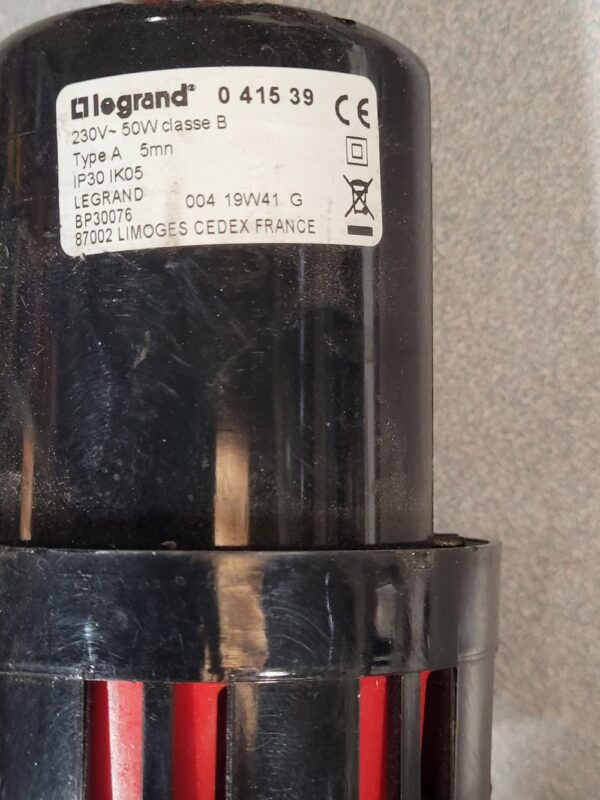 legrand® 0 415 39
CE
230V~ 50W classe B
Type A 5mn
IP30 IK05
LEGRAND 004 19W41 G
BP30076
87002 LIMOGES CEDEX FRANCE